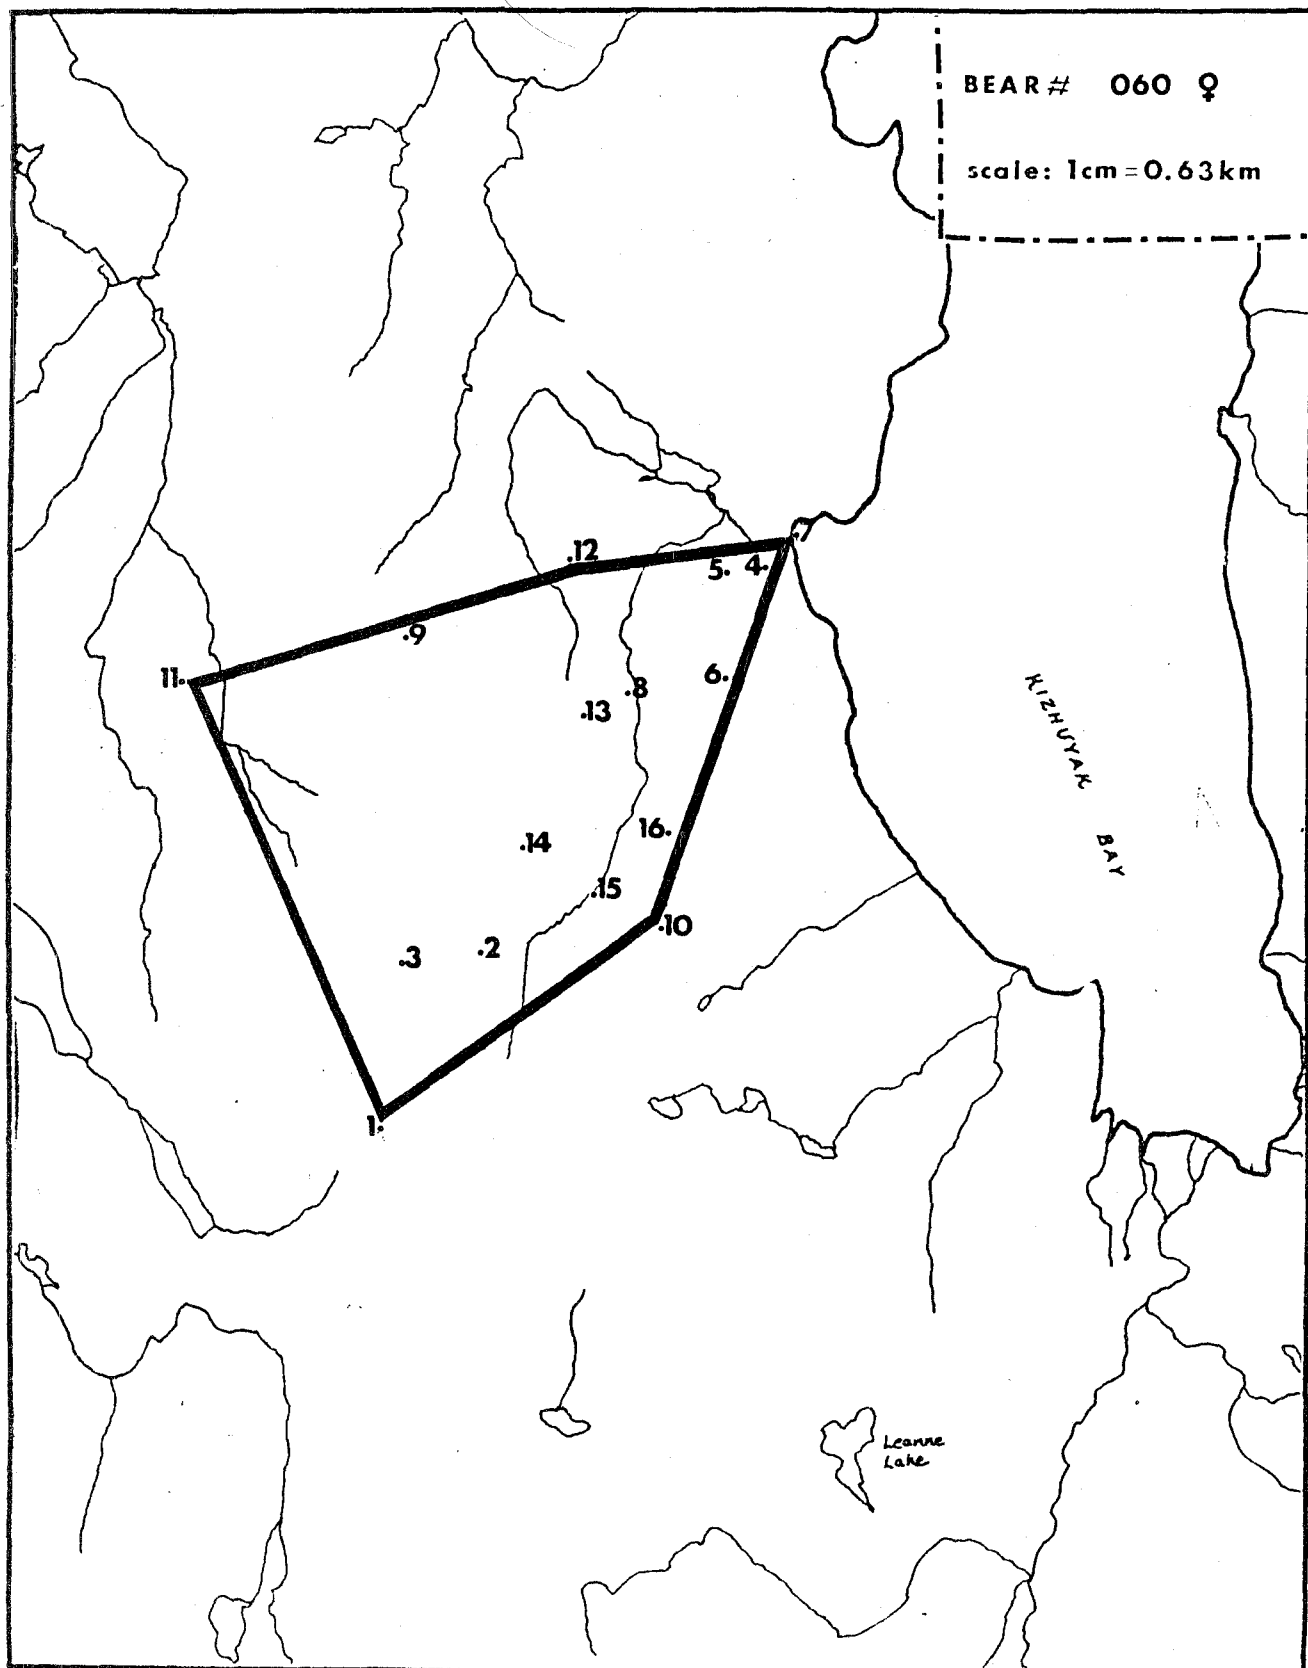 BEAR# 060 ♀
scale: 1cm = 0.63km
.7
.12
5. 4.
.9
11.
6.
.8
.13
KIZHUYAK
BAY
16.
.14
.15
.10
.3 .2
1.
Leanne
Lake